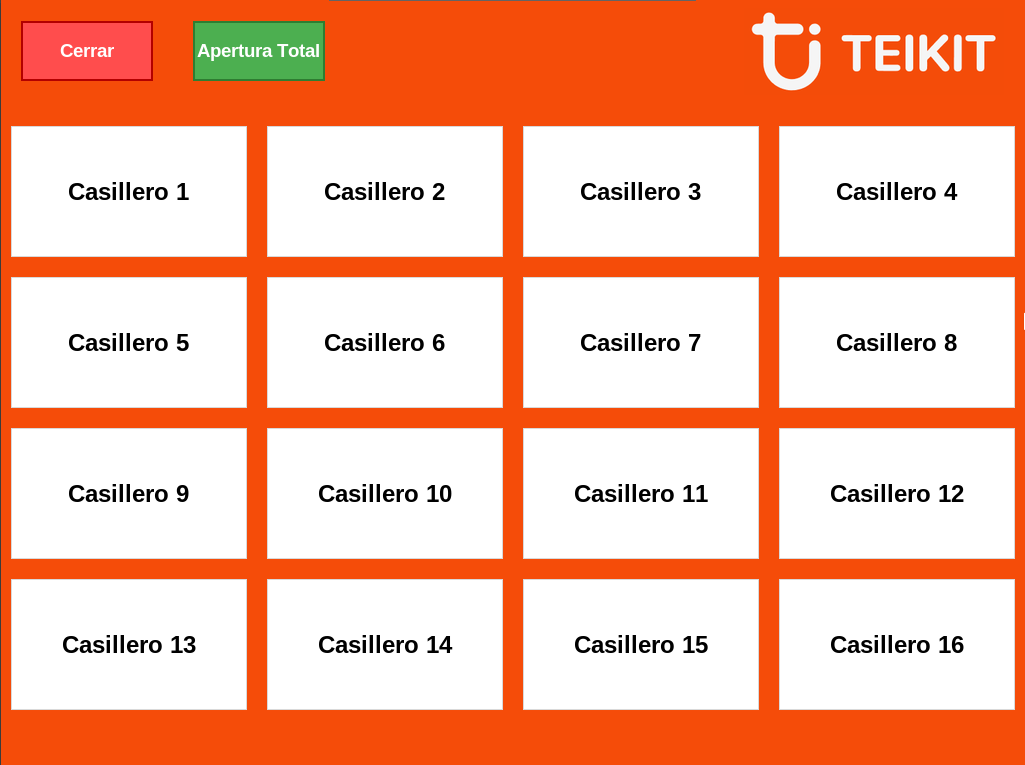 Cerrar
Apertura Total
TEIKIT
Casillero 1
Casillero 2
Casillero 3
Casillero 4
Casillero 5
Casillero 6
Casillero 7
Casillero 8
Casillero 9
Casillero 10
Casillero 11
Casillero 12
Casillero 13
Casillero 14
Casillero 15
Casillero 16